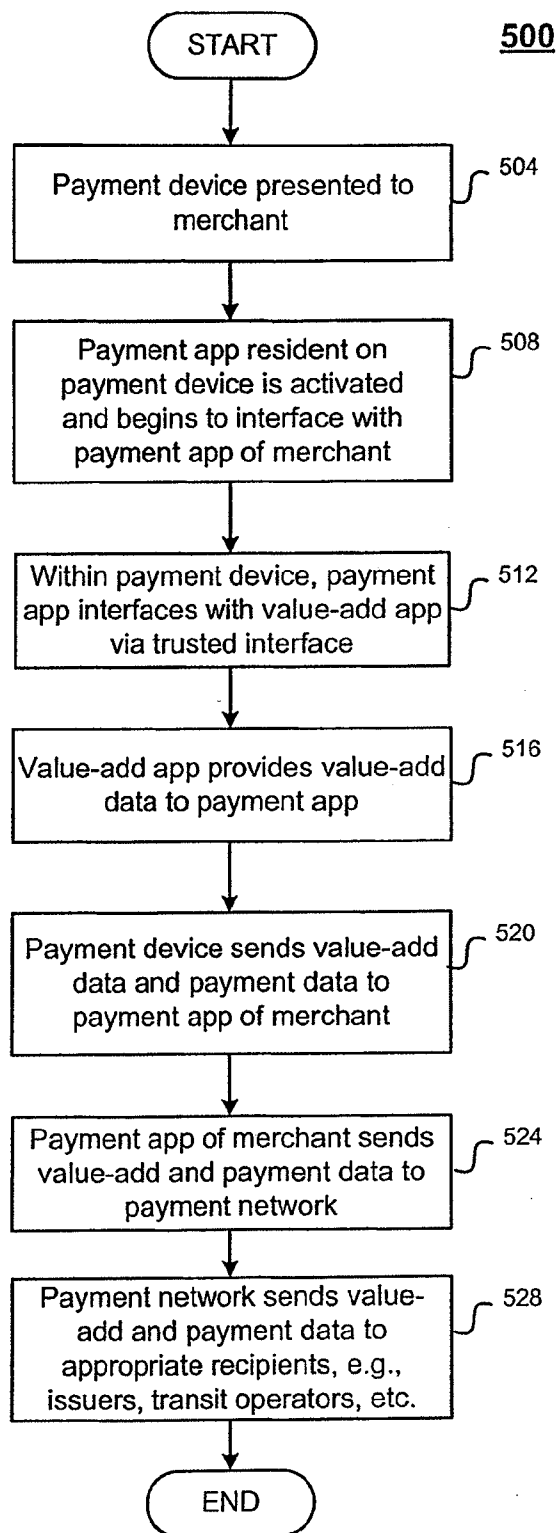 START
500
Payment device presented to
merchant
504
Payment app resident on
payment device is activated
and begins to interface with
payment app of merchant
508
Within payment device, payment
app interfaces with value-add app
via trusted interface
512
Value-add app provides value-add
data to payment app
516
Payment device sends value-add
data and payment data to
payment app of merchant
520
Payment app of merchant sends
value-add and payment data to
payment network
524
Payment network sends value-
add and payment data to
appropriate recipients, e.g.,
issuers, transit operators, etc.
528
END